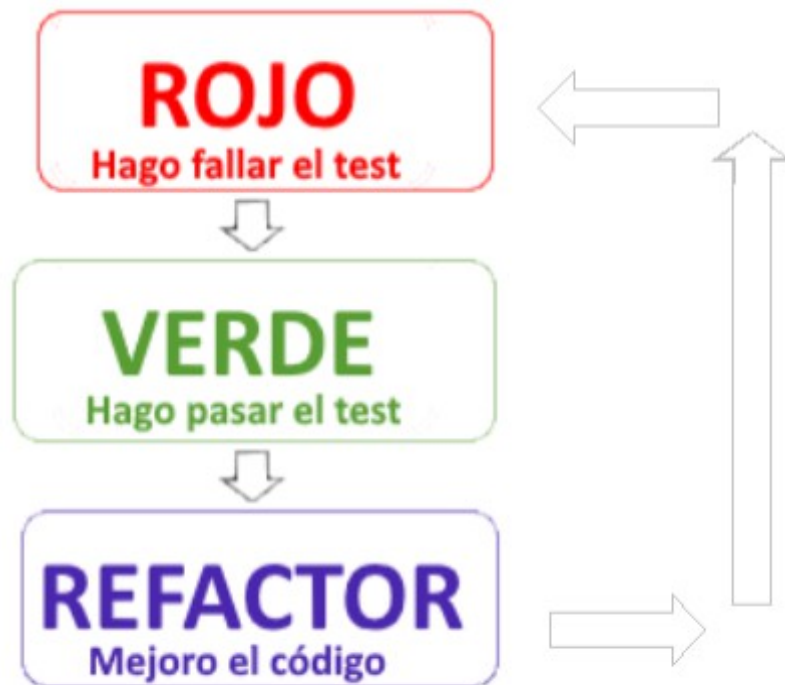 ROJO
Hago fallar el test
VERDE
Hago pasar el test
REFACTOR
Mejoro el código